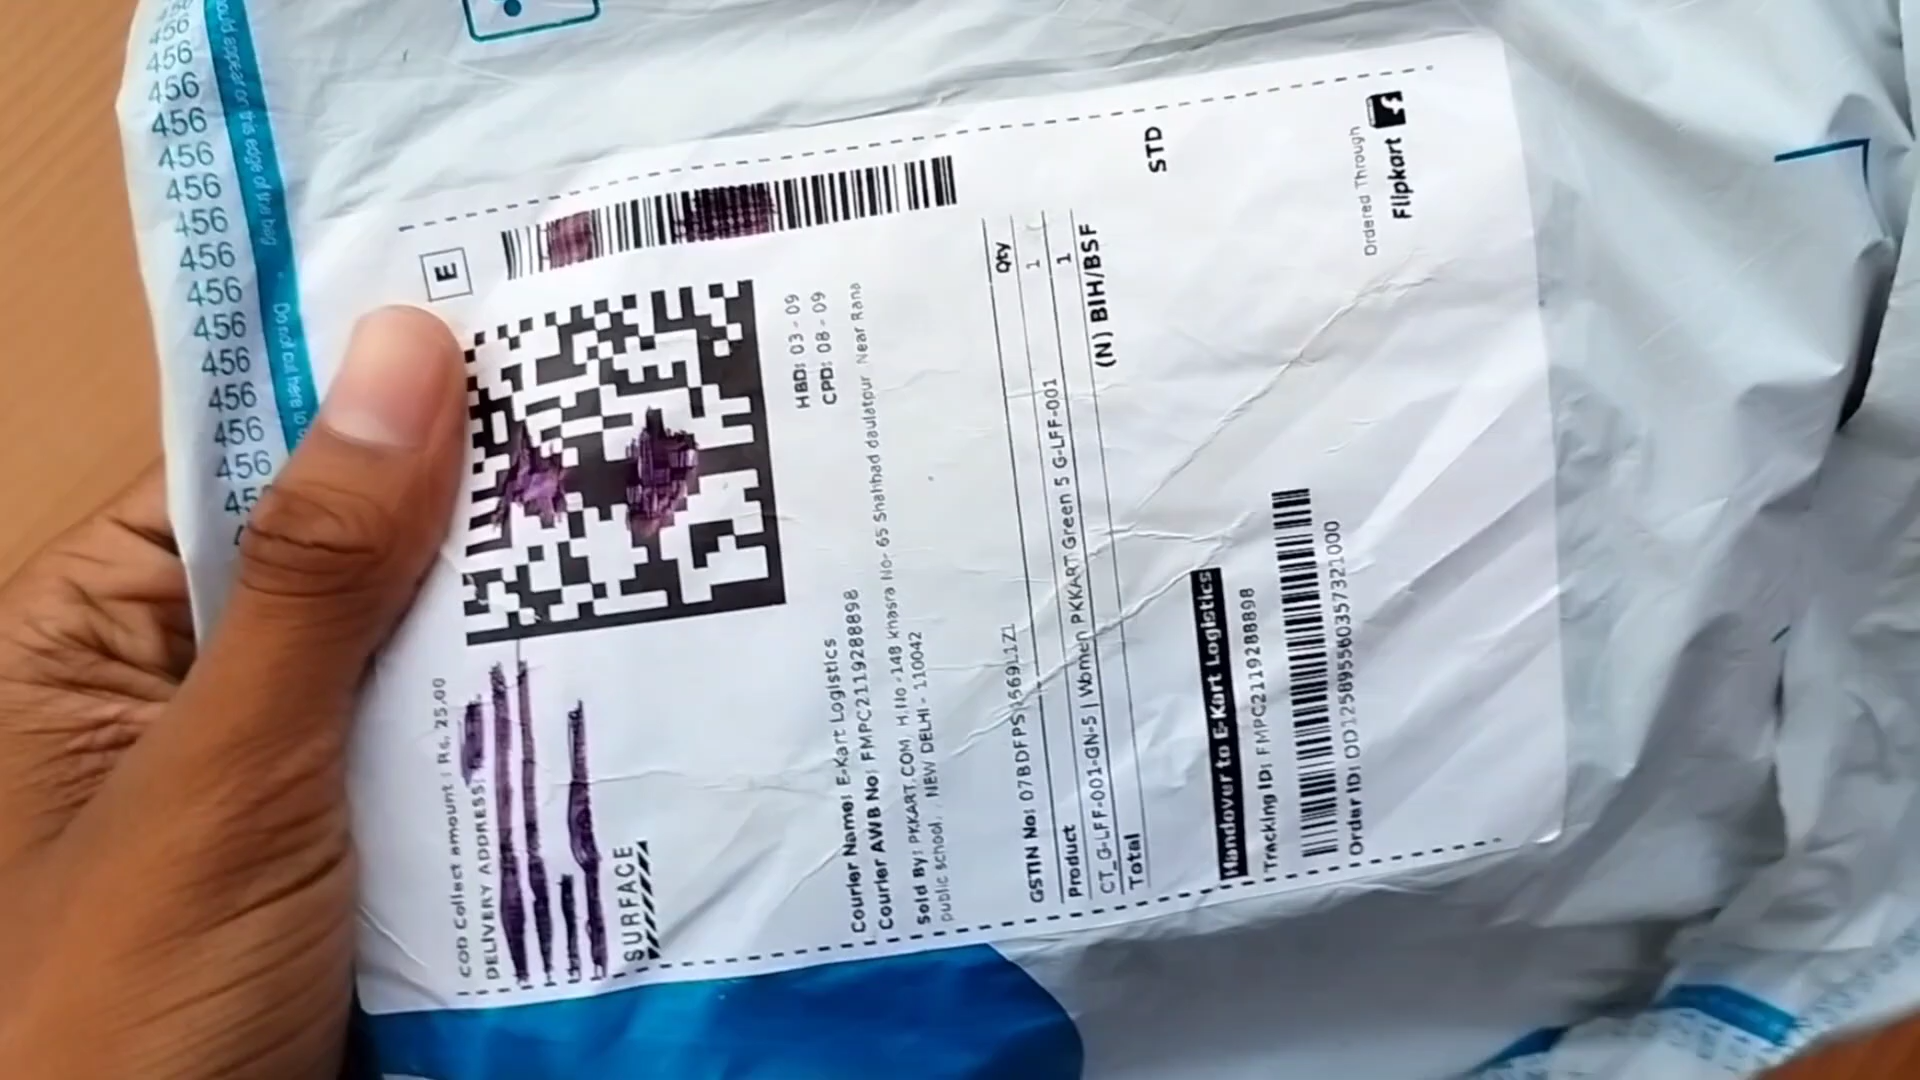 COD Collect amount : Rs. 25.00
DELIVERY ADDRESS:
SURFACE
E
HBD: 03 - 09
CPD: 08 - 09
Courier Name: E-Kart Logistics
Courier AWB No: FMPC2119288898
Sold By: PKKART.COM, H.No - 148 khasra No- 65 Shahbad daulatpur Near Rana
public school, , NEW DELHI - 110042
Product Qty
CT_G-LFF-001-GN-5 | Women PKKART Green 5 G-LFF-001 1
Total 1
(N) BIH/BSF
STD
Handover to E-Kart Logistics
Tracking ID: FMPC2119288898
Order ID:
Ordered Through
Flipkart
456
456
456
456
456
456
456
456
456
456
456
456
456
456